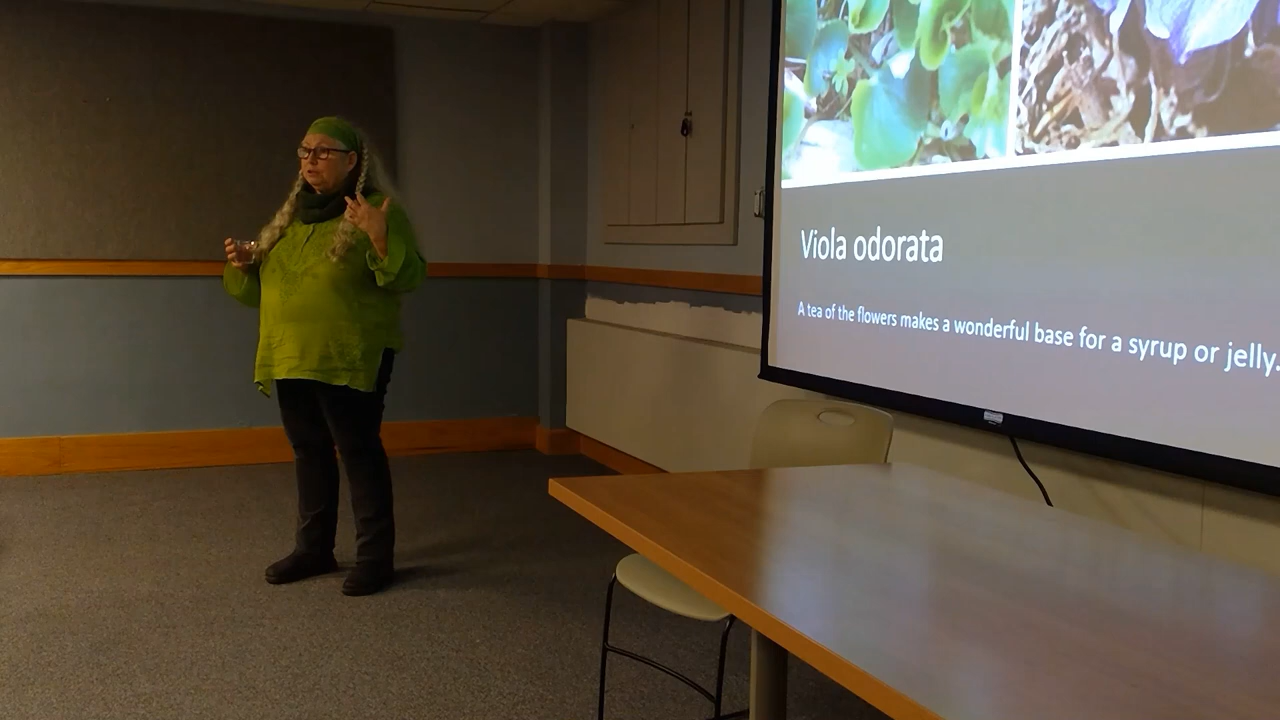 Viola odorata
A tea of the flowers makes a wonderful base for a syrup or jelly.